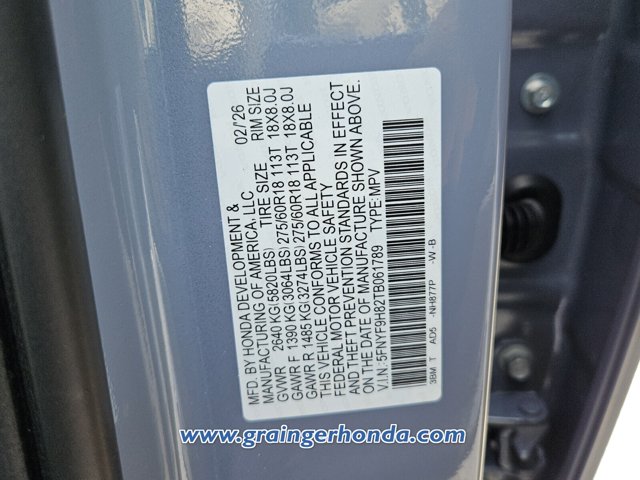 MFD. BY HONDA DEVELOPMENT & 02/'26
MANUFACTURING OF AMERICA, LLC
TIRE SIZE RIM SIZE
GVWR 2640 KG(5820LBS)
GAWR F 1390 KG(3064LBS) 275/60R18 113T 18X8.0J
GAWR R 1485 KG(3274LBS) 275/60R18 113T 18X8.0J
THIS VEHICLE CONFORMS TO ALL APPLICABLE
FEDERAL MOTOR VEHICLE SAFETY
AND THEFT PREVENTION STANDARDS IN EFFECT
ON THE DATE OF MANUFACTURE SHOWN ABOVE.
V.I.N.:5FNYF9H82TB061789 TYPE:MPV
3BM T AD5 -NH877P -W-B
www.graingerhonda.com